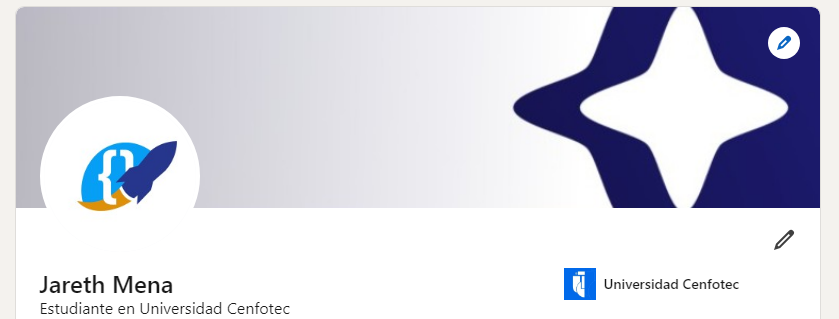 Jareth Mena
Estudiante en Universidad Cenfotec
Universidad Cenfotec